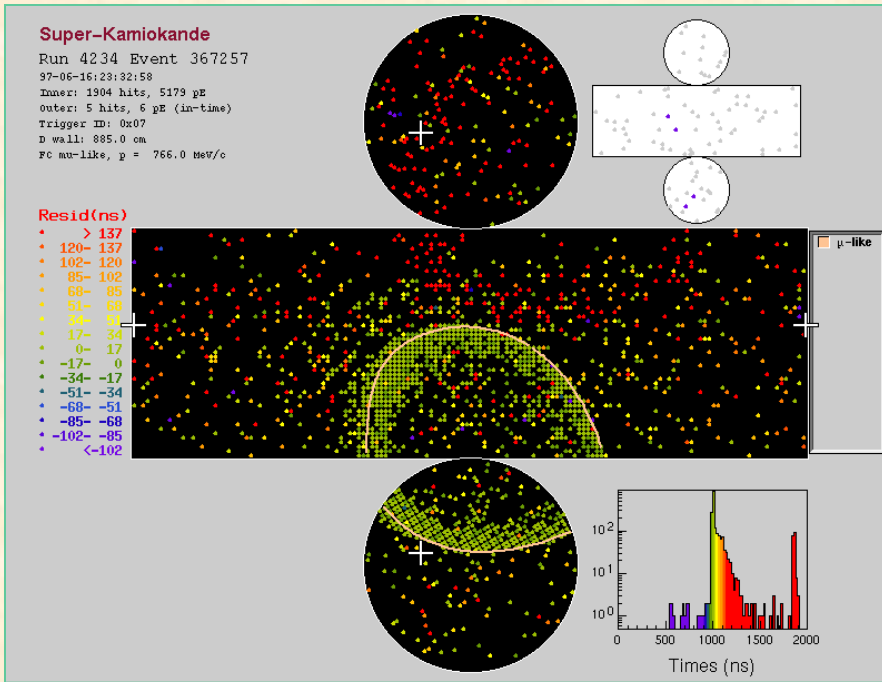 Super-Kamiokande
Run 4234 Event 367257
97-06-16:23:32:58
Inner: 1904 hits, 5179 pE
Outer: 5 hits, 6 pE (in-time)
Trigger ID: 0x07
D wall: 885.0 cm
FC mu-like, p = 766.0 MeV/c
Resid(ns)
> 137
120- 137
102- 120
85- 102
68- 85
51- 68
34- 51
17- 34
0- 17
-17- 0
-34- -17
-51- -34
-68- -51
-85- -68
-102- -85
<-102
μ-like
10²
10¹
10⁰
0 500 1000 1500 2000
Times (ns)